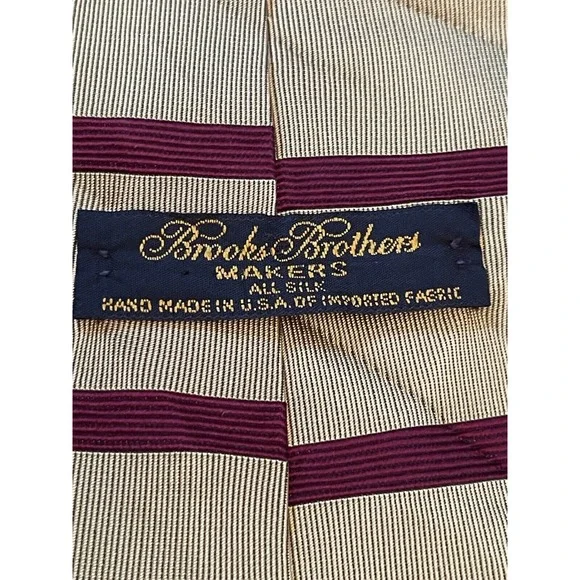 Brooks Brothers
MAKERS
ALL SILK
HAND MADE IN U.S.A. OF IMPORTED FABRIC